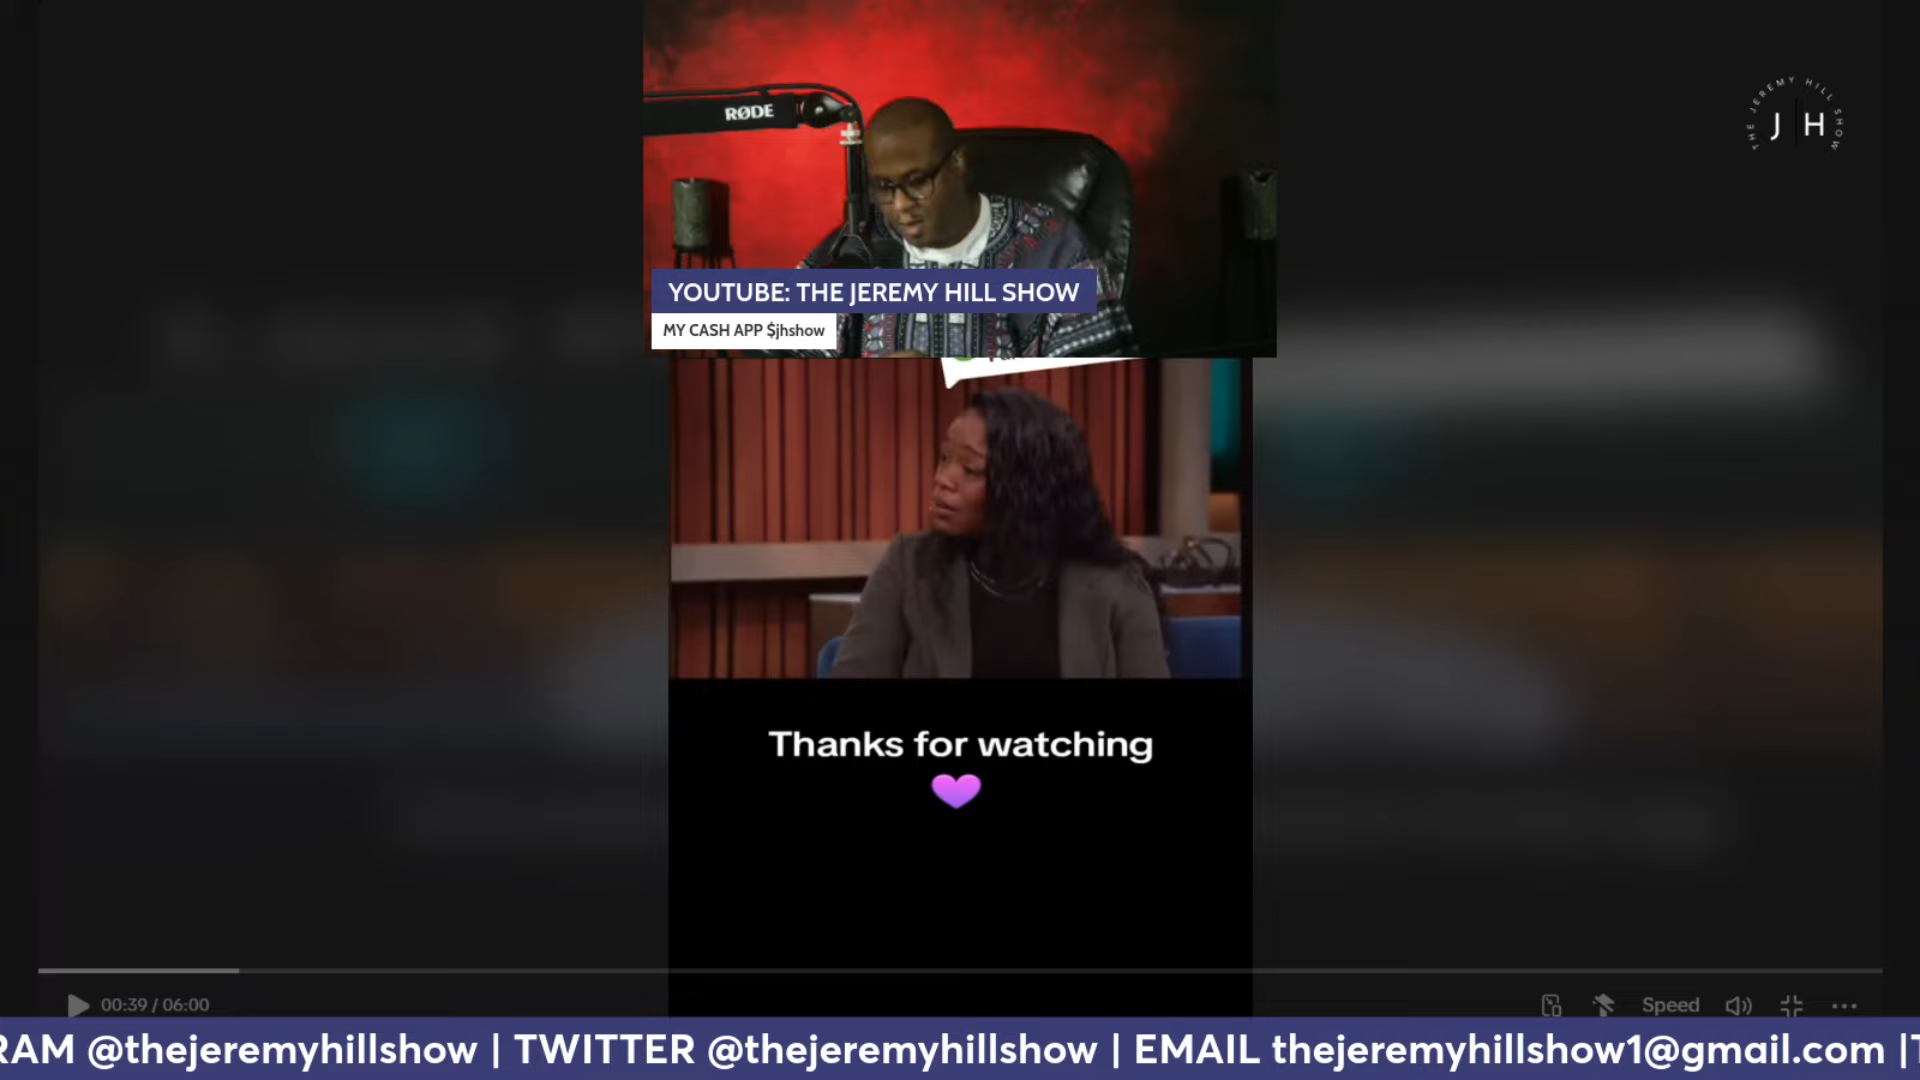 RØDE
THE JEREMY HILL SHOW
J H
YOUTUBE: THE JEREMY HILL SHOW
MY CASH APP $jhshow
Thanks for watching
00:39 / 06:00
Speed
RAM @thejeremyhillshow | TWITTER @thejeremyhillshow | EMAIL thejeremyhillshow1@gmail.com |T